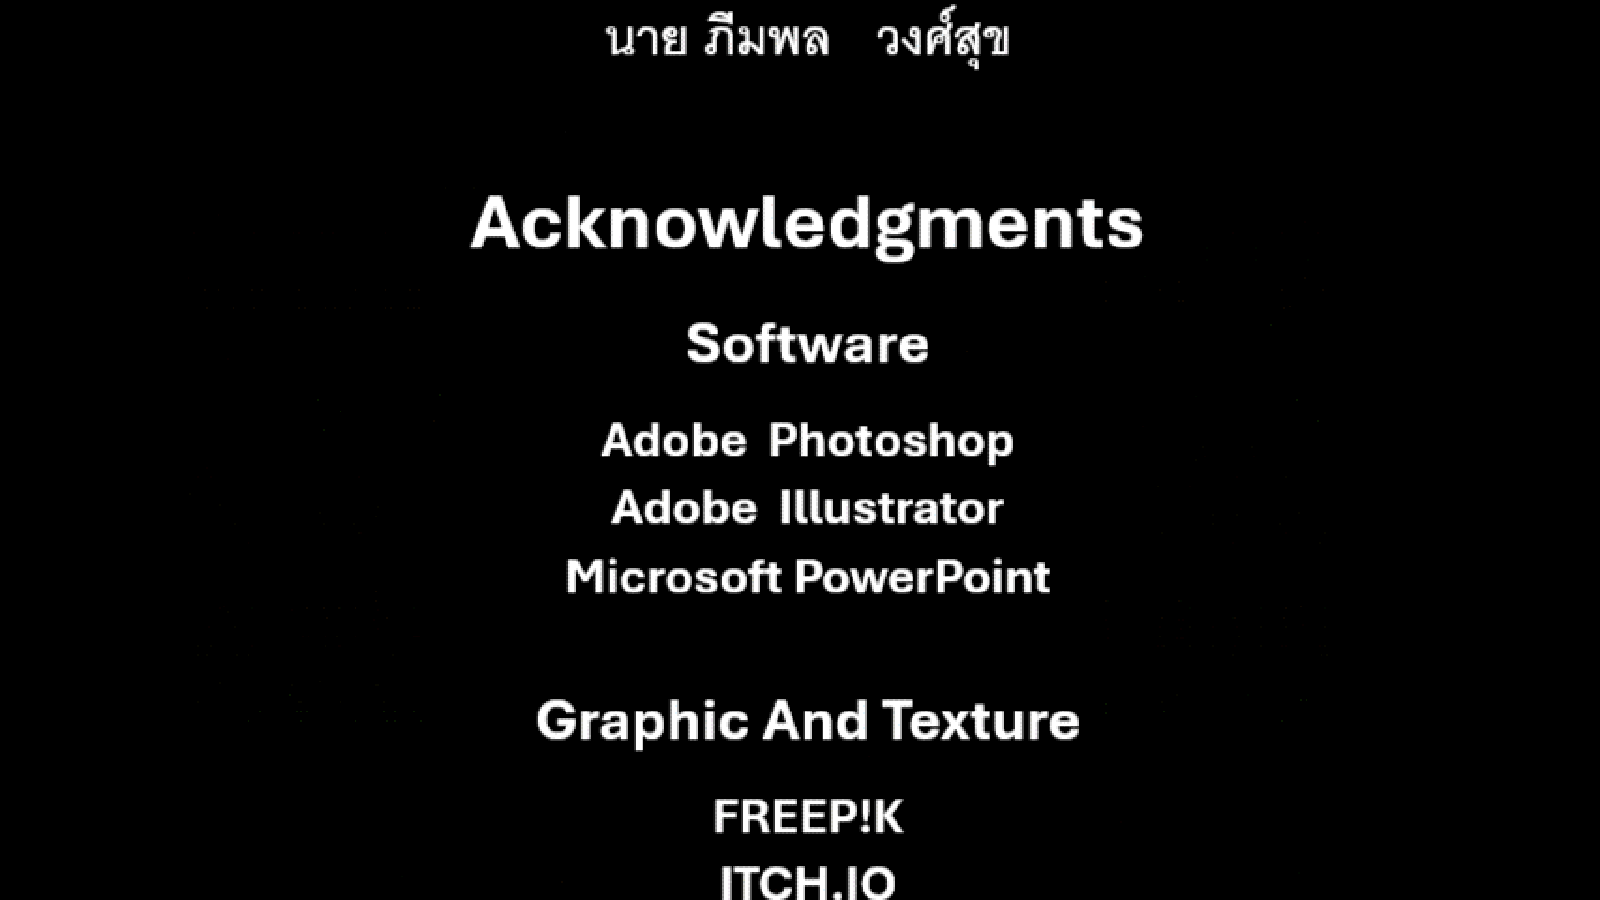 นาย ภีมพล วงศ์สุข
Acknowledgments
Software
Adobe Photoshop
Adobe Illustrator
Microsoft PowerPoint
Graphic And Texture
FREEP!K
ITCH.IO